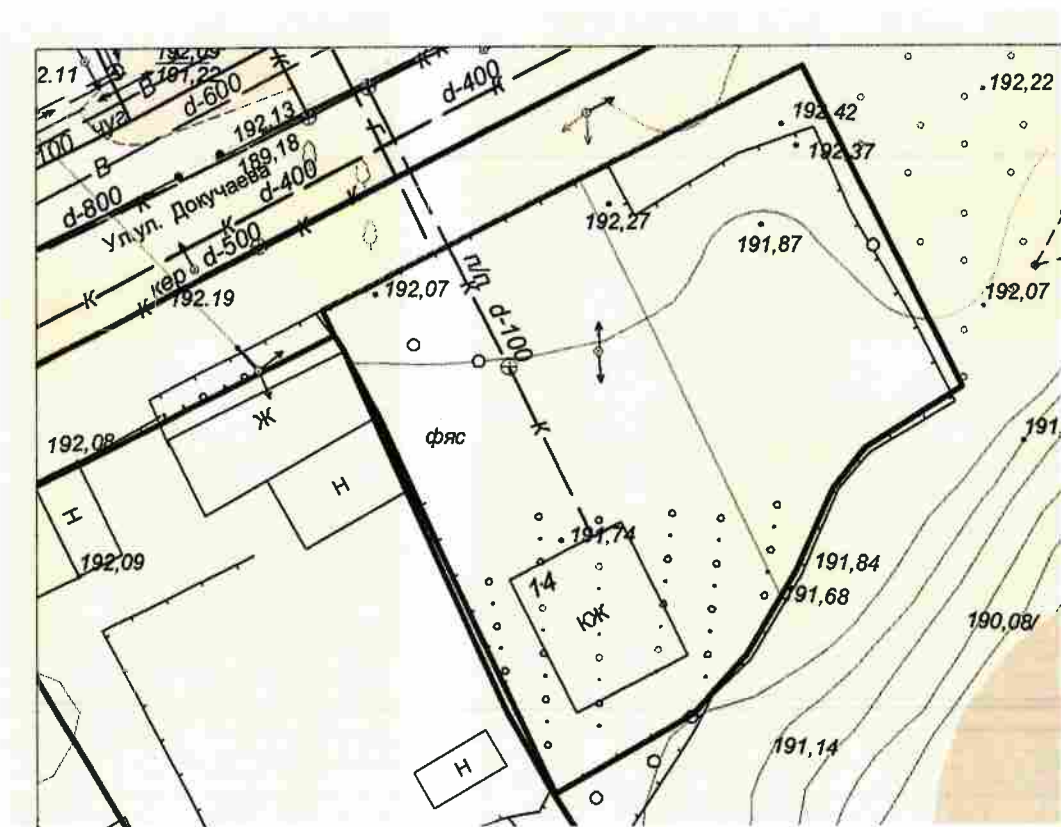 192,09
191,22
2.11
В
d-600
d-400
К
К
К
192,22
100
чуг
192,13
192,42
В
189,18
192,37
d-800
d-400
Ул.ул. Докучаева
К
К
К
192,27
191,87
d-500
п/п
кер
К
192.19
192,07
К
К
192,07
d-100
Ж
К
фяс
192,08
191,
Н
Н
191,74
192,09
14
191,84
91,68
КЖ
190,08/
191,14
Н